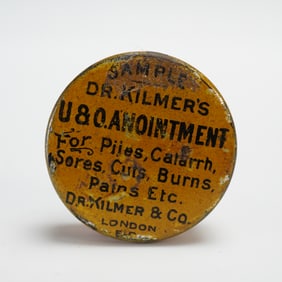 SAMPLE
DR. KILMER'S
U & O. ANOINTMENT
For Piles, Catarrh,
Sores, Cuts, Burns,
Pains Etc.
DR. KILMER & CO.
LONDON
E.C.